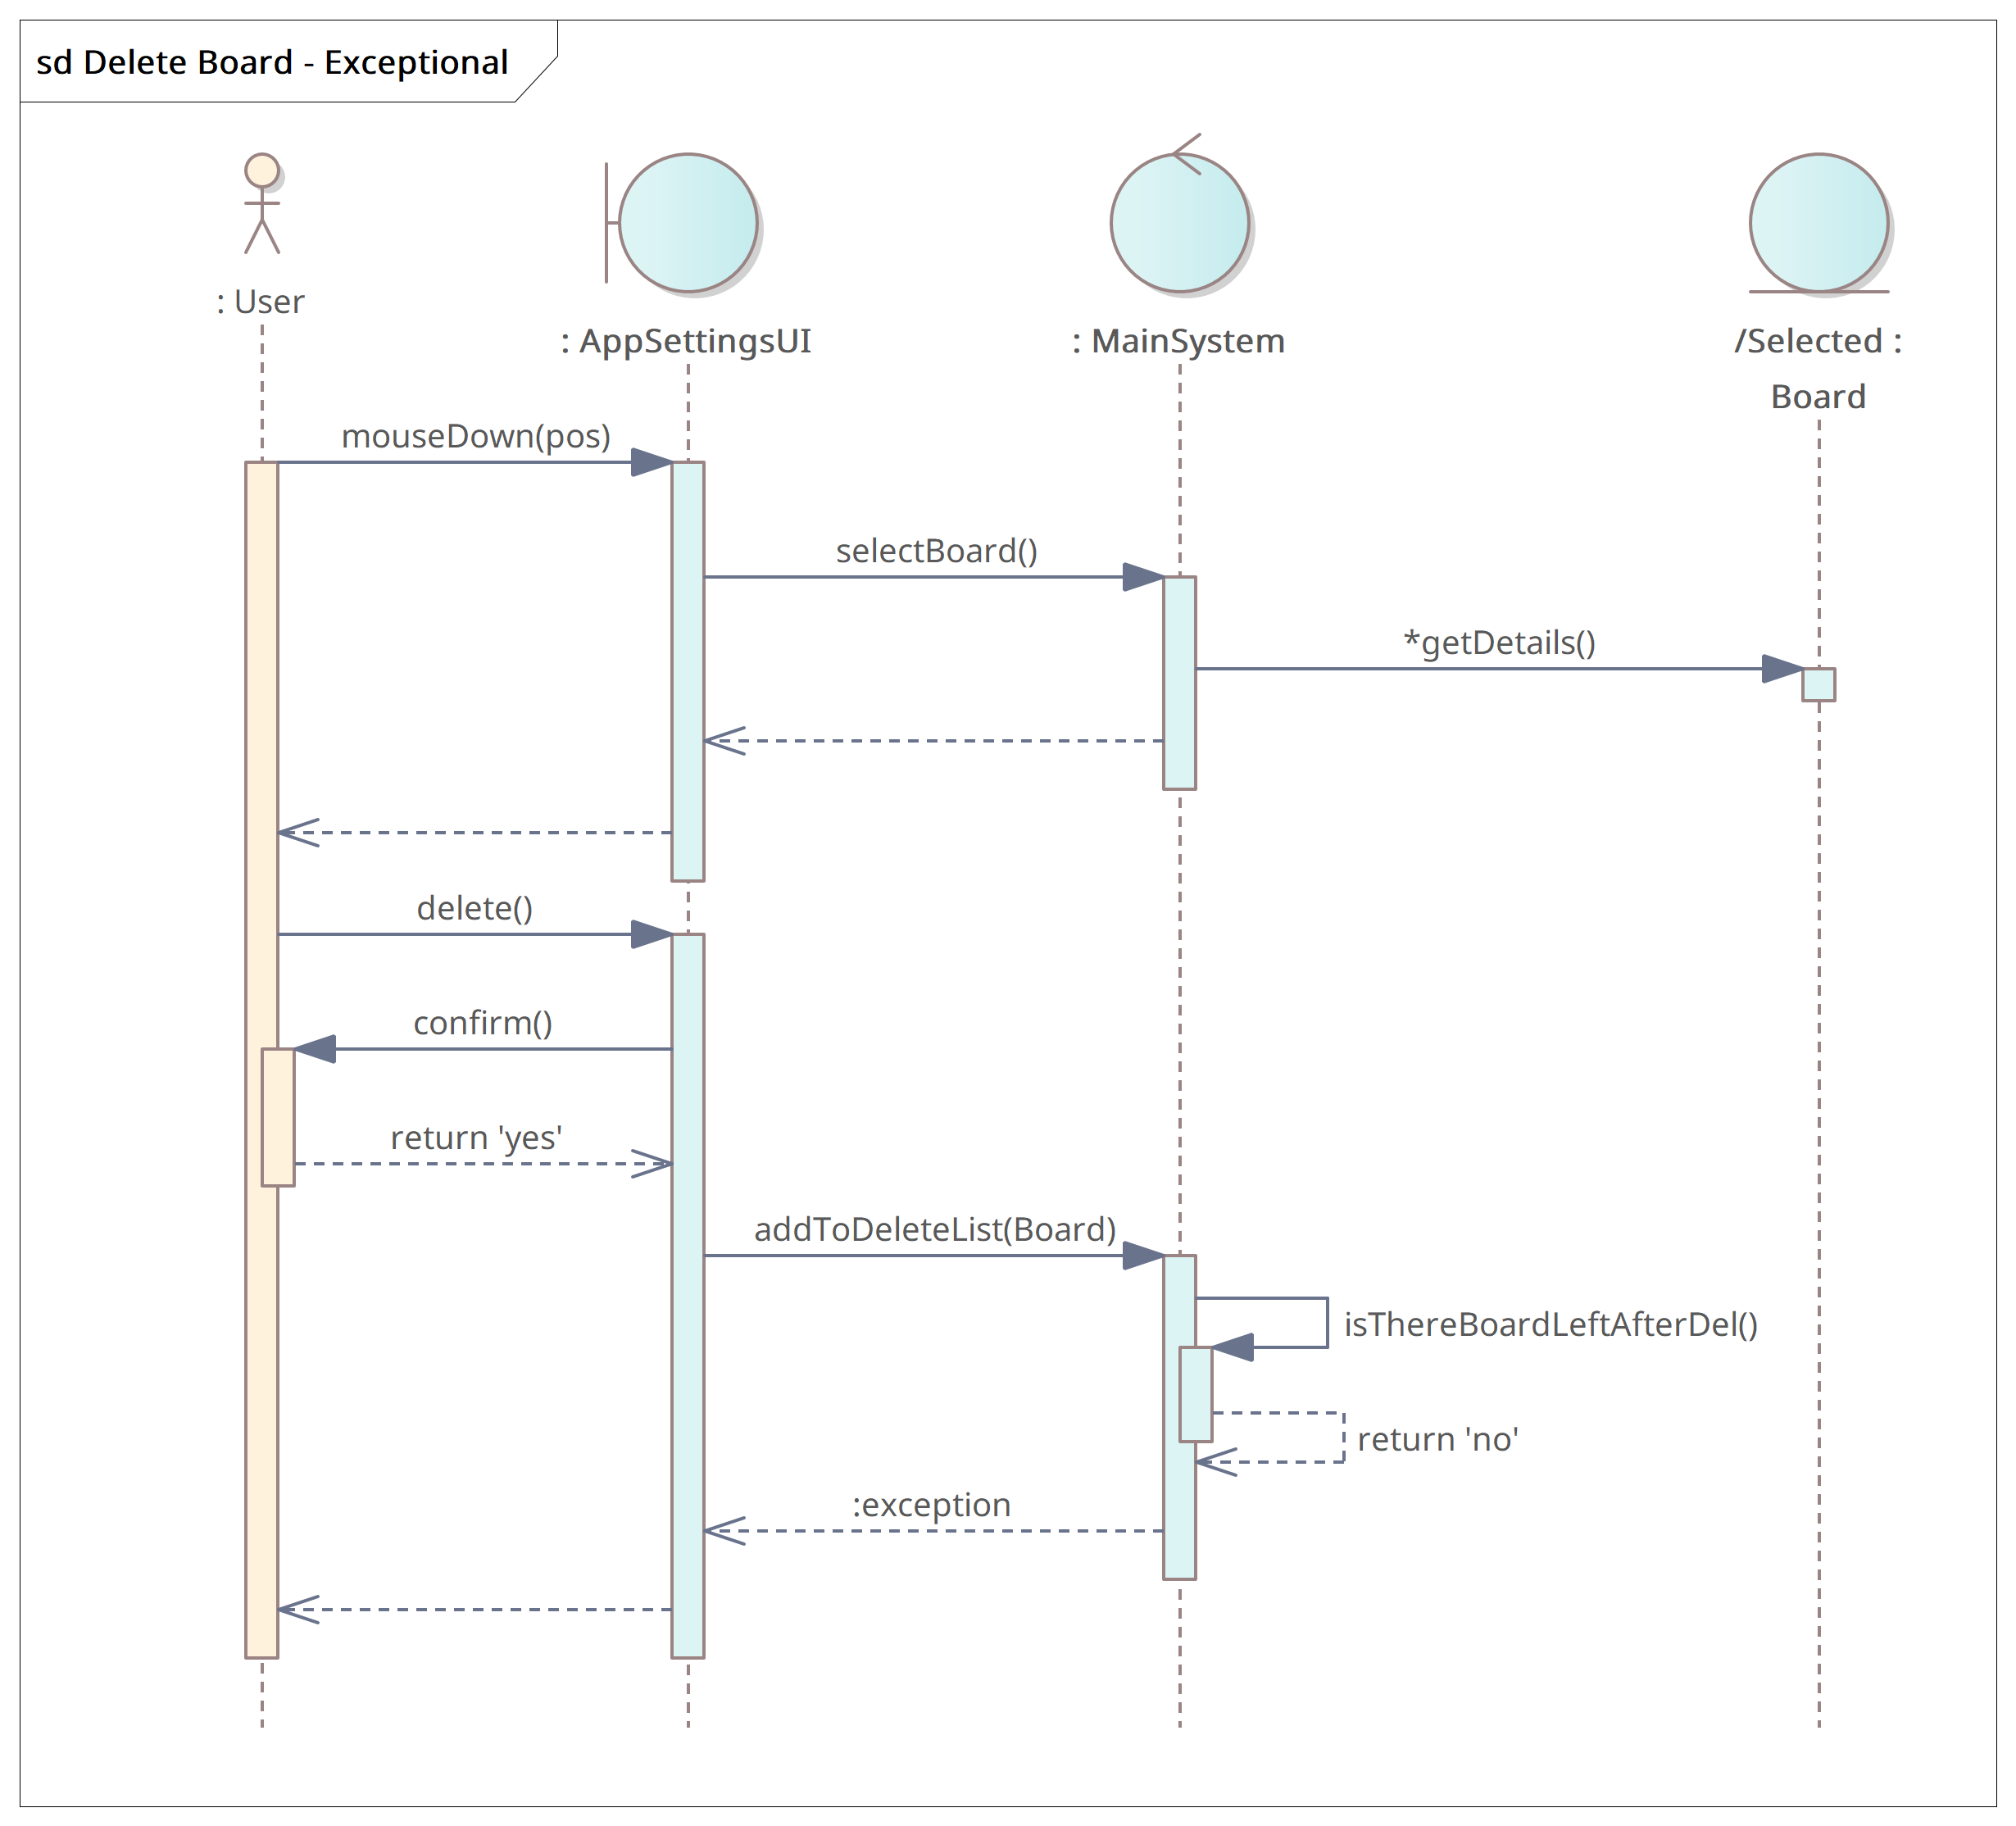 sd Delete Board - Exceptional
: User
: AppSettingsUI
: MainSystem
/Selected :
Board
mouseDown(pos)
selectBoard()
*getDetails()
delete()
confirm()
return 'yes'
addToDeleteList(Board)
isThereBoardLeftAfterDel()
return 'no'
:exception